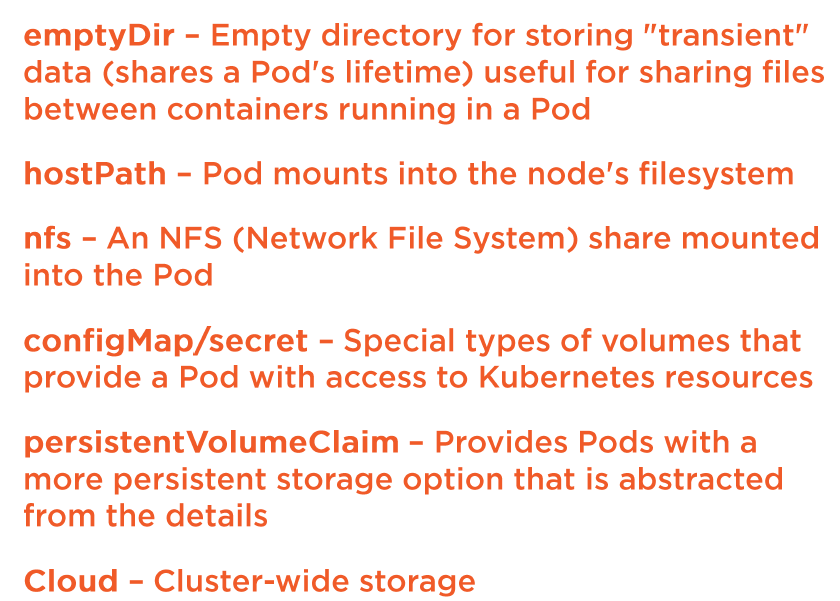 emptyDir – Empty directory for storing "transient"
data (shares a Pod's lifetime) useful for sharing files
between containers running in a Pod
hostPath – Pod mounts into the node's filesystem
nfs – An NFS (Network File System) share mounted
into the Pod
configMap/secret – Special types of volumes that
provide a Pod with access to Kubernetes resources
persistentVolumeClaim – Provides Pods with a
more persistent storage option that is abstracted
from the details
Cloud – Cluster-wide storage